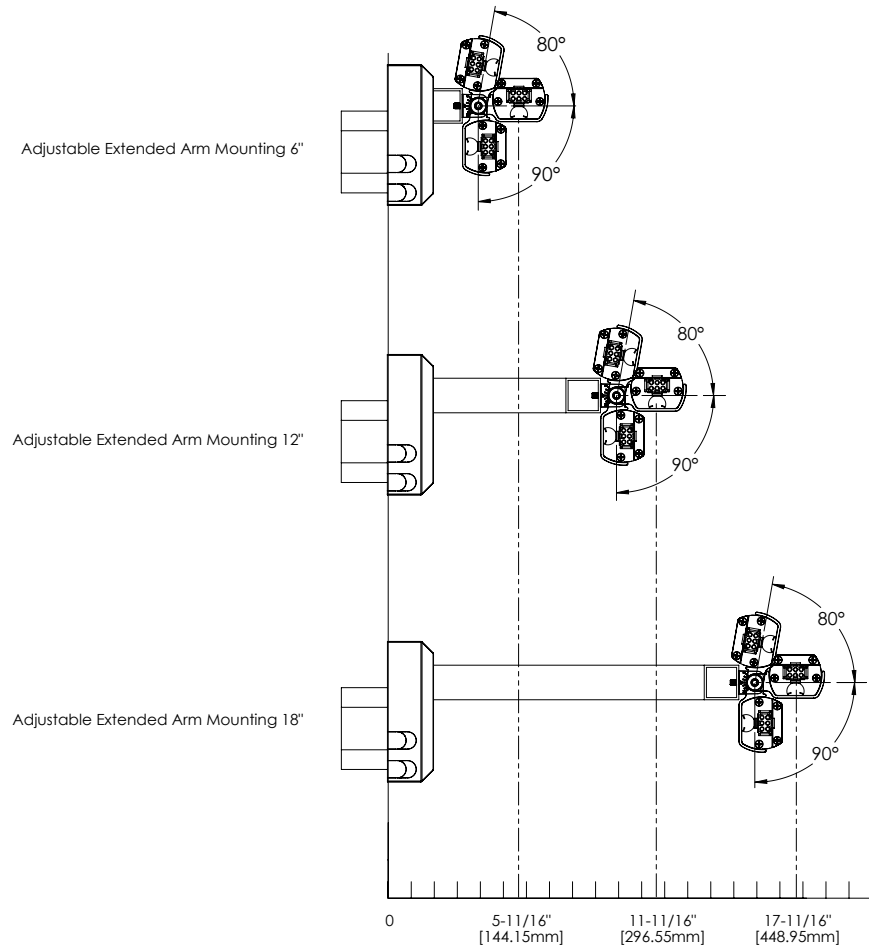 80°
90°
Adjustable Extended Arm Mounting 6"
80°
90°
Adjustable Extended Arm Mounting 12"
80°
90°
Adjustable Extended Arm Mounting 18"
0
5-11/16"
[144.15mm]
11-11/16"
[296.55mm]
17-11/16"
[448.95mm]